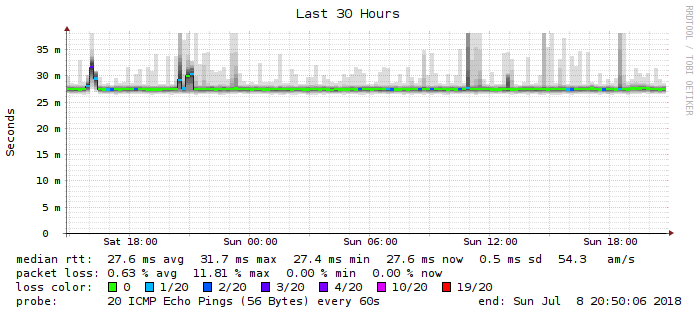 Last 30 Hours
RRDTOOL / TOBI OETIKER
Seconds
35 m
30 m
25 m
20 m
15 m
10 m
5 m
0
Sat 18:00 Sun 00:00 Sun 06:00 Sun 12:00 Sun 18:00
median rtt: 27.6 ms avg 31.7 ms max 27.4 ms min 27.6 ms now 0.5 ms sd 54.3 am/s
packet loss: 0.63 % avg 11.81 % max 0.00 % min 0.00 % now
loss color: 0 1/20 2/20 3/20 4/20 10/20 19/20
probe: 20 ICMP Echo Pings (56 Bytes) every 60s end: Sun Jul 8 20:50:06 2018